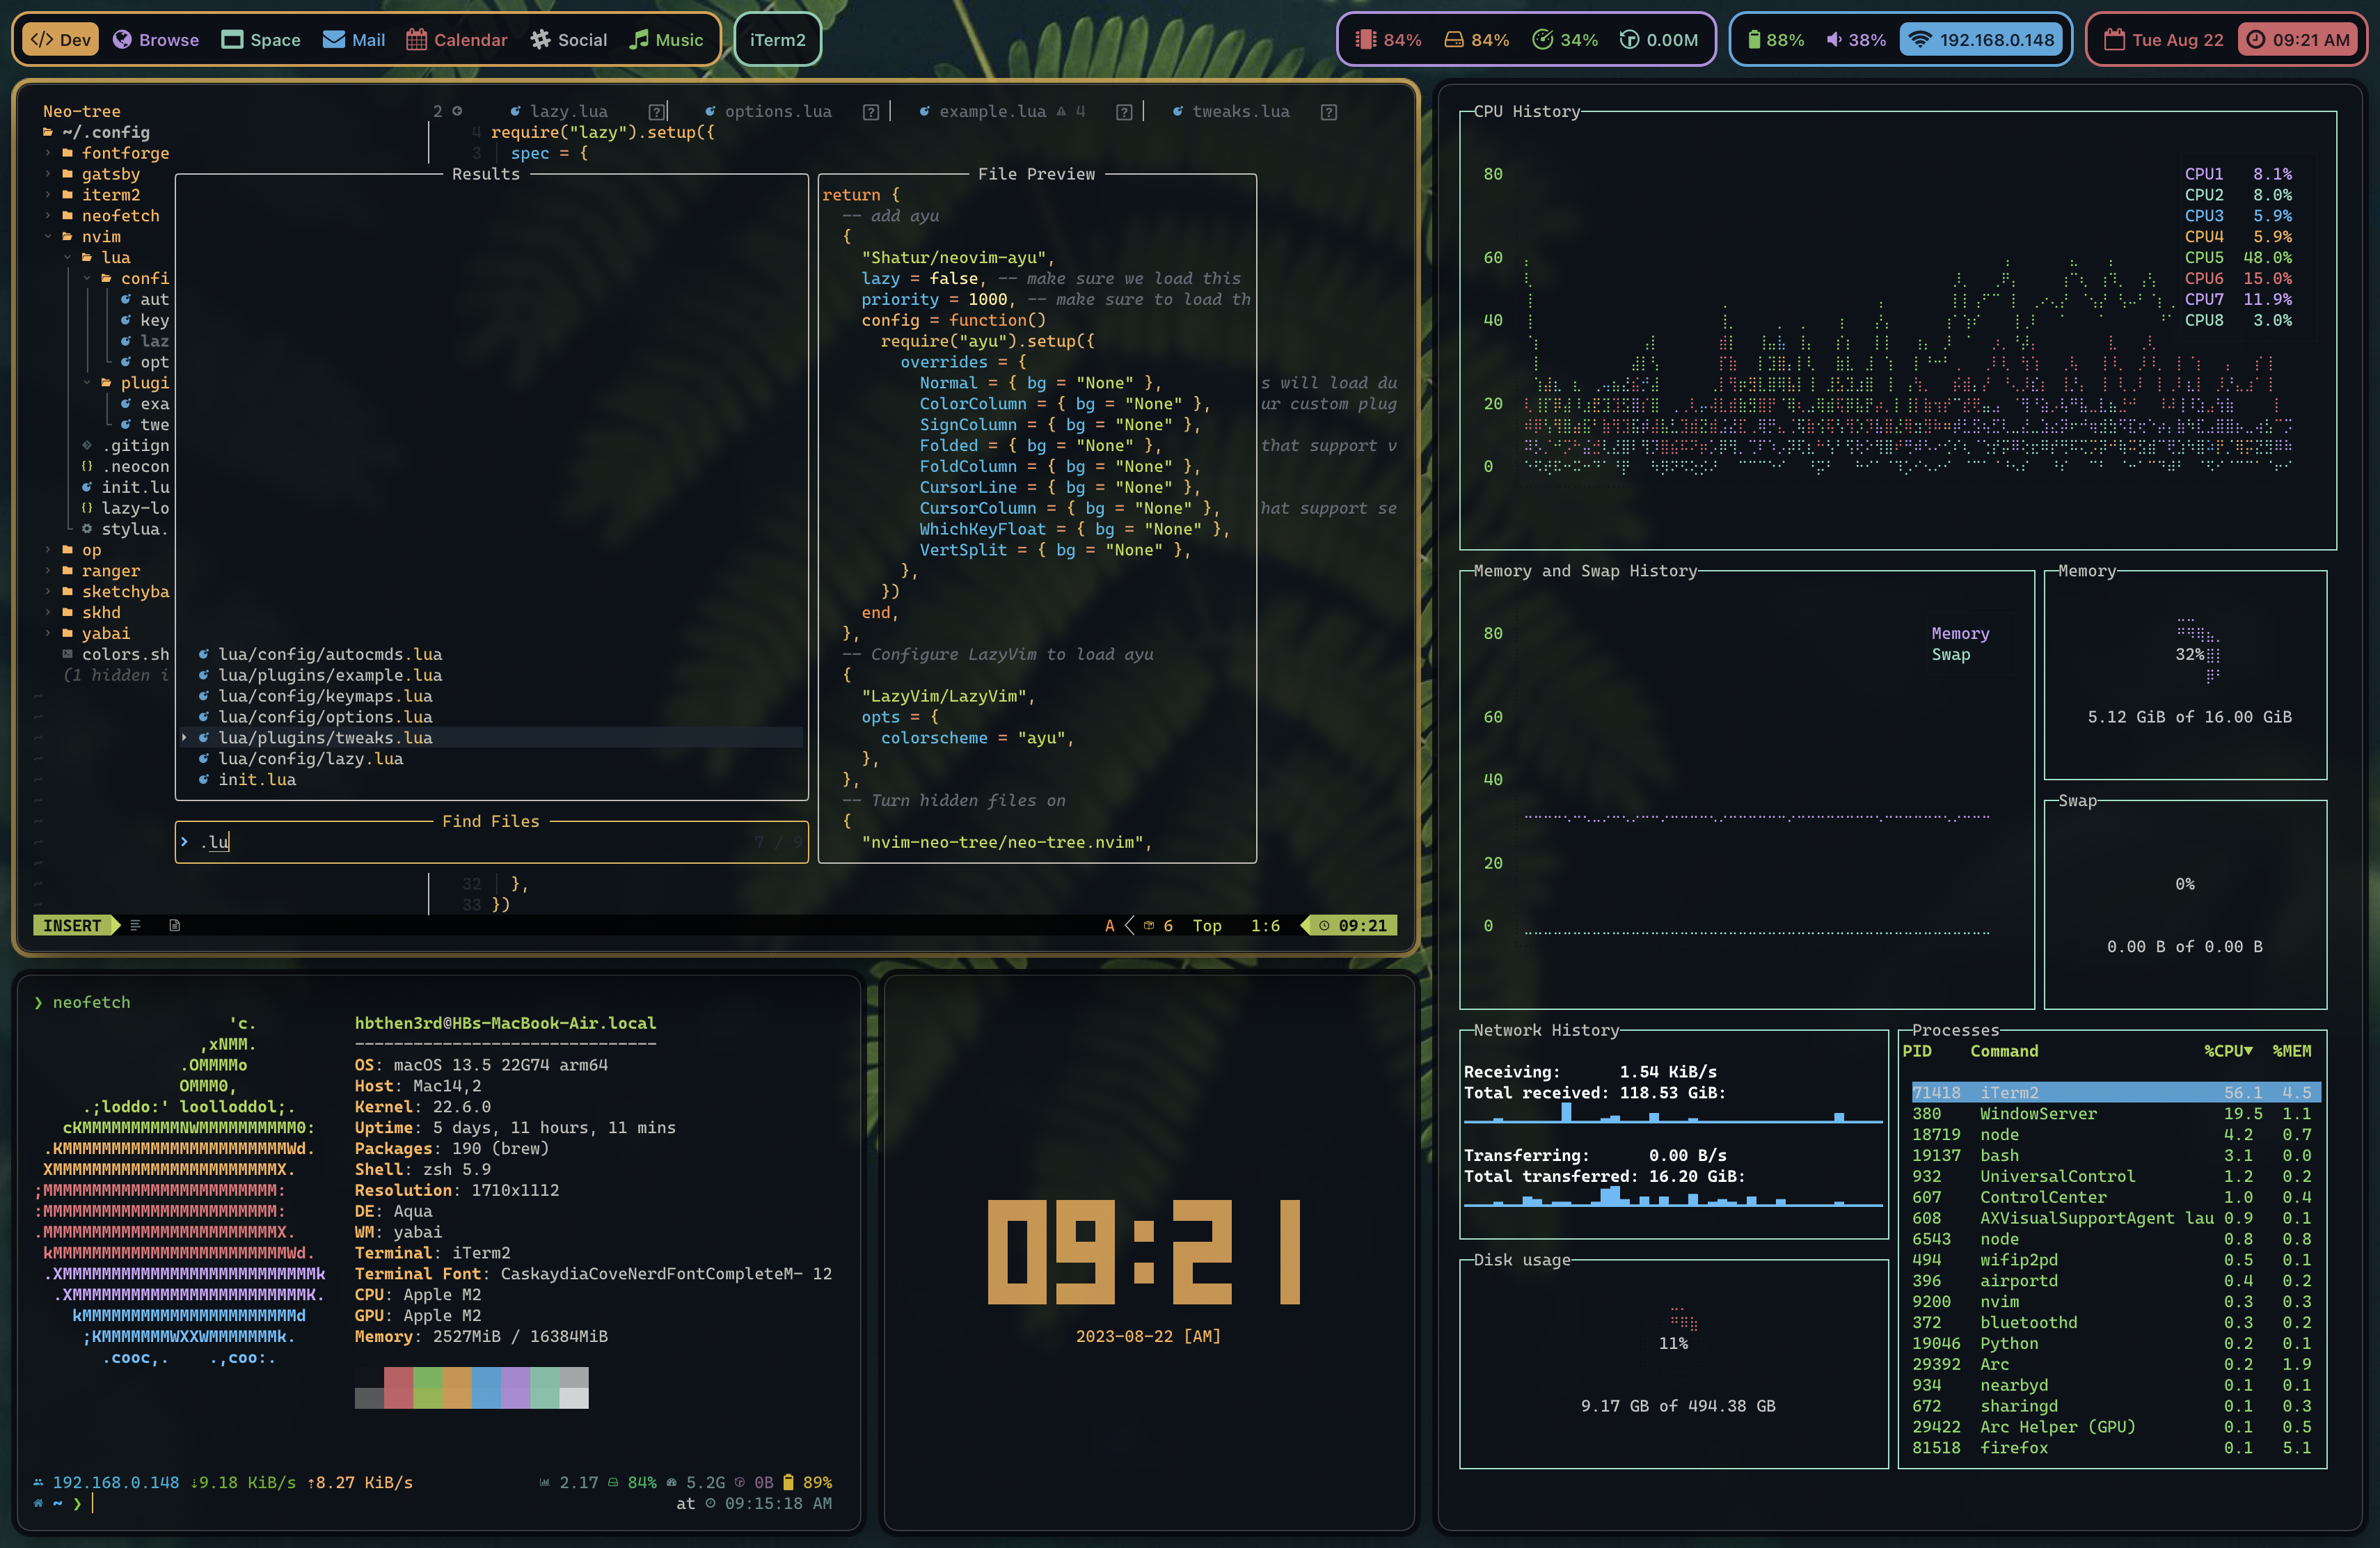 Dev Browse Space Mail Calendar Social Music iTerm2 84% 84% 34% 0.00M 88% 38% 192.168.0.148 Tue Aug 22 09:21 AM
Neo-tree
~/.config
fontforge
gatsby
iterm2
neofetch
nvim
lua
confi
aut
key
laz
opt
plugi
exa
twe
.gitign
.neocon
init.lu
lazy-lo
stylua.
op
ranger
sketchyba
skhd
yabai
colors.sh
(1 hidden i
2 lazy.lua options.lua example.lua 4 tweaks.lua
4 require("lazy").setup({
3 spec = {
Results
lua/config/autocmds.lua
lua/plugins/example.lua
lua/config/keymaps.lua
lua/config/options.lua
lua/plugins/tweaks.lua
lua/config/lazy.lua
init.lua
Find Files
> .lu 7 / 9
File Preview
return {
-- add ayu
{
"Shatur/neovim-ayu",
lazy = false, -- make sure we load this
priority = 1000, -- make sure to load th
config = function()
require("ayu").setup({
overrides = {
Normal = { bg = "None" },
ColorColumn = { bg = "None" },
SignColumn = { bg = "None" },
Folded = { bg = "None" },
FoldColumn = { bg = "None" },
CursorLine = { bg = "None" },
CursorColumn = { bg = "None" },
WhichKeyFloat = { bg = "None" },
VertSplit = { bg = "None" },
},
})
end,
},
-- Configure LazyVim to load ayu
{
"LazyVim/LazyVim",
opts = {
colorscheme = "ayu",
},
},
-- Turn hidden files on
{
"nvim-neo-tree/neo-tree.nvim",
s will load du
ur custom plug
that support v
hat support se
32 },
33 })
INSERT A 6 Top 1:6 09:21
❯ neofetch
'c.
,xNMM.
.OMMMMo
OMMM0,
.;loddo:' loolloddol;.
cKMMMMMMMMMMNWMMMMMMMMMM0:
.KMMMMMMMMMMMMMMMMMMMMMMMWd.
XMMMMMMMMMMMMMMMMMMMMMMMX.
;MMMMMMMMMMMMMMMMMMMMMMMM:
:MMMMMMMMMMMMMMMMMMMMMMMM:
.MMMMMMMMMMMMMMMMMMMMMMMMX.
kMMMMMMMMMMMMMMMMMMMMMMMMWd.
.XMMMMMMMMMMMMMMMMMMMMMMMMMMk
.XMMMMMMMMMMMMMMMMMMMMMMMMK.
kMMMMMMMMMMMMMMMMMMMMMMd
;KMMMMMMMWXXWMMMMMMMk.
.cooc,. .,coo:.
hbthen3rd@HBs-MacBook-Air.local
-------------------------------
OS: macOS 13.5 22G74 arm64
Host: Mac14,2
Kernel: 22.6.0
Uptime: 5 days, 11 hours, 11 mins
Packages: 190 (brew)
Shell: zsh 5.9
Resolution: 1710x1112
DE: Aqua
WM: yabai
Terminal: iTerm2
Terminal Font: CaskaydiaCoveNerdFontCompleteM- 12
CPU: Apple M2
GPU: Apple M2
Memory: 2527MiB / 16384MiB
192.168.0.148 ↓9.18 KiB/s ↑8.27 KiB/s 2.17 84% 5.2G 0B 89%
~ ❯ at 09:15:18 AM
09:21
2023-08-22 [AM]
CPU History
80
60
40
20
0
CPU1 8.1%
CPU2 8.0%
CPU3 5.9%
CPU4 5.9%
CPU5 48.0%
CPU6 15.0%
CPU7 11.9%
CPU8 3.0%
Memory and Swap History
80
60
40
20
0
Memory
Swap
Memory
32%
5.12 GiB of 16.00 GiB
Swap
0%
0.00 B of 0.00 B
Network History
Receiving: 1.54 KiB/s
Total received: 118.53 GiB:
Transferring: 0.00 B/s
Total transferred: 16.20 GiB:
Disk usage
11%
9.17 GB of 494.38 GB
Processes
PID Command %CPU▼ %MEM
71418 iTerm2 56.1 4.5
380 WindowServer 19.5 1.1
18719 node 4.2 0.7
19137 bash 3.1 0.0
932 UniversalControl 1.2 0.2
607 ControlCenter 1.0 0.4
608 AXVisualSupportAgent lau 0.9 0.1
6543 node 0.8 0.8
494 wifip2pd 0.5 0.1
396 airportd 0.4 0.2
9200 nvim 0.3 0.3
372 bluetoothd 0.3 0.2
19046 Python 0.2 0.1
29392 Arc 0.2 1.9
934 nearbyd 0.1 0.1
672 sharingd 0.1 0.3
29422 Arc Helper (GPU) 0.1 0.5
81518 firefox 0.1 5.1